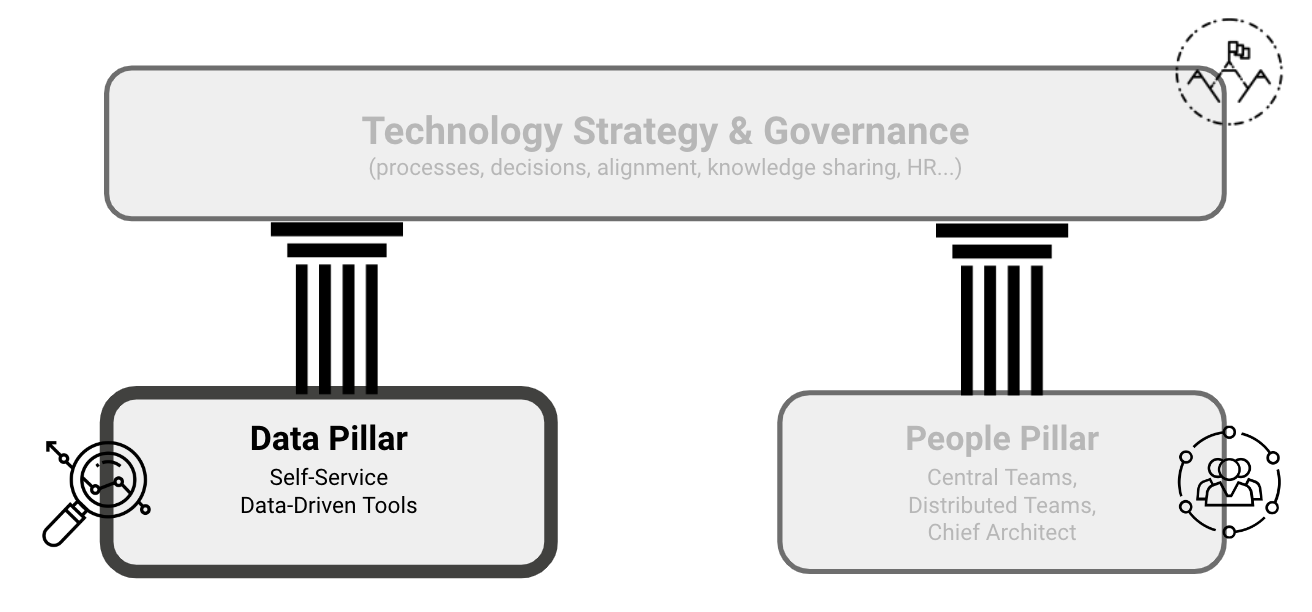 Technology Strategy & Governance
(processes, decisions, alignment, knowledge sharing, HR...)
Data Pillar
Self-Service
Data-Driven Tools
People Pillar
Central Teams,
Distributed Teams,
Chief Architect